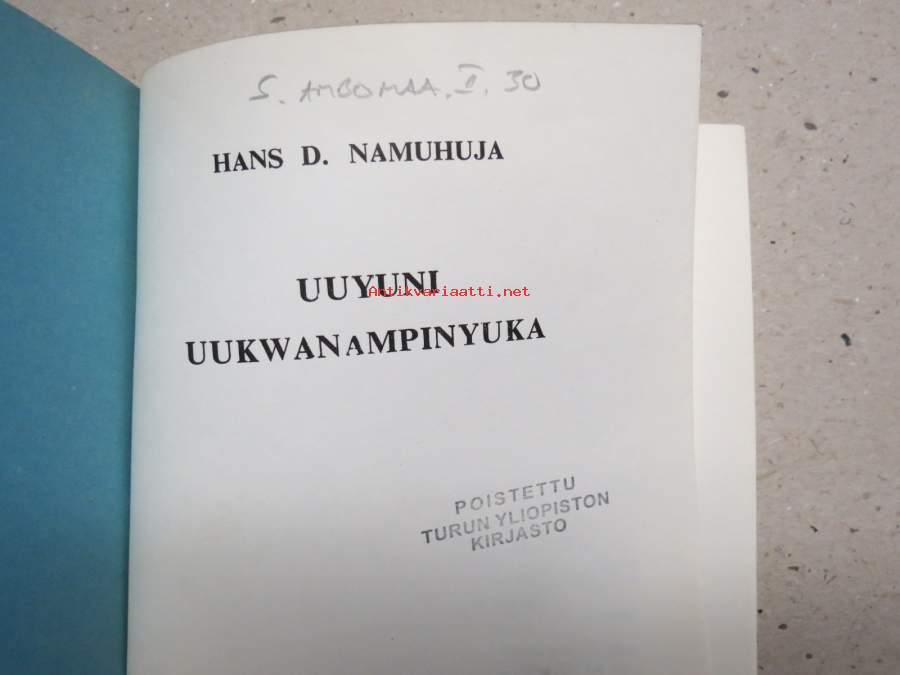 S. AMBOMAA. II. 30
HANS D. NAMUHUJA
UUYUNI
Antikvariaatti.net
UUKWANAMPINYUKA
POISTETTU
TURUN YLIOPISTON
KIRJASTO